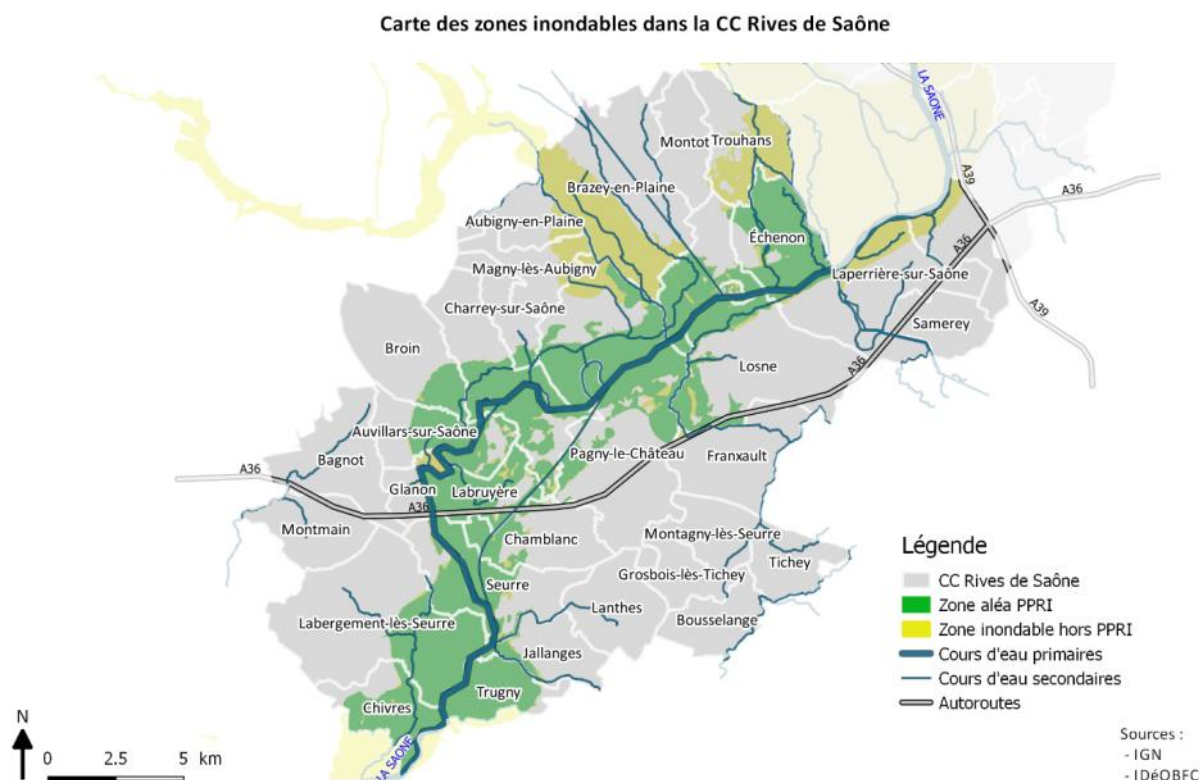 Carte des zones inondables dans la CC Rives de Saône
LA SAONE
Montot
Trouhans
A39
A36
Brazey-en-Plaine
Aubigny-en-Plaine
Échenon
A36
Magny-lès-Aubigny
Laperrière-sur-Saône
Charrey-sur-Saône
Samerey
A39
Broin
Losne
A36
Auvillars-sur-Saône
Pagny-le-Château
Franxault
Bagnot
A36
Glanon
Labruyère
A36
Montmain
Chamblanc
Montagny-lès-Seurre
Tichey
Grosbois-lès-Tichey
Seurre
Lanthes
Bousselange
Labergement-lès-Seurre
Jallanges
Trugny
Chivres
LA SAONE
Légende
CC Rives de Saône
Zone aléa PPRI
Zone inondable hors PPRI
Cours d'eau primaires
Cours d'eau secondaires
Autoroutes
N
0 2.5 5 km
Sources :
- IGN
- IDéOBFC